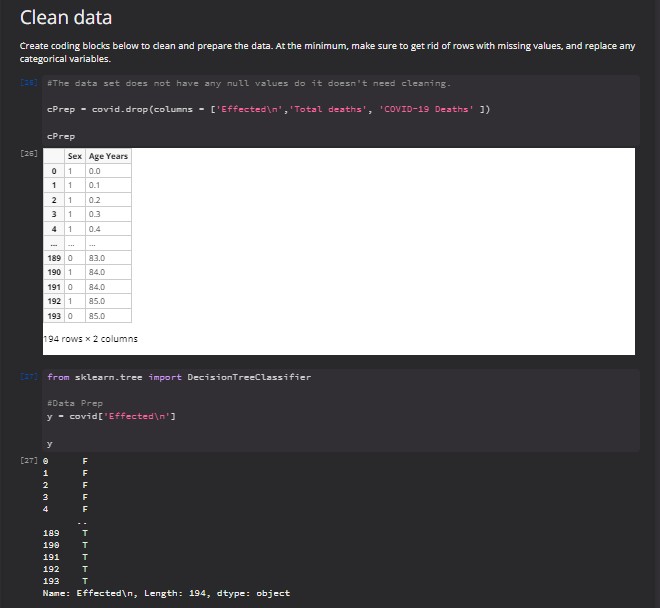 Clean data
Create coding blocks below to clean and prepare the data. At the minimum, make sure to get rid of rows with missing values, and replace any
categorical variables.
[26] #The data set does not have any null values do it doesn't need cleaning.
cPrep = covid.drop(columns = ['Effected\n','Total deaths', 'COVID-19 Deaths' ])
cPrep
[26]
Sex Age Years
0 1 0.0
1 1 0.1
2 1 0.2
3 1 0.3
4 1 0.4
... ... ...
189 0 83.0
190 1 84.0
191 0 84.0
192 1 85.0
193 0 85.0
194 rows × 2 columns
[27] from sklearn.tree import DecisionTreeClassifier
#Data Prep
y = covid['Effected\n']
y
[27] 0 F
1 F
2 F
3 F
4 F
..
189 T
190 T
191 T
192 T
193 T
Name: Effected\n, Length: 194, dtype: object